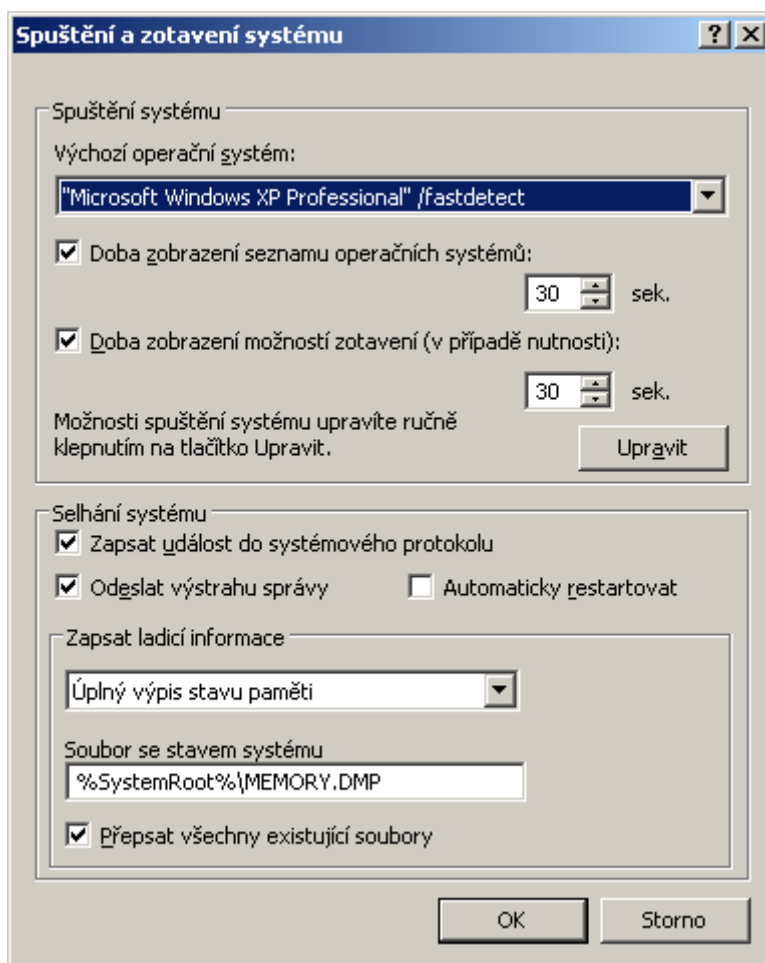 Spuštění a zotavení systému
Spuštění systému
Výchozí operační systém:
"Microsoft Windows XP Professional" /fastdetect
Doba zobrazení seznamu operačních systémů:
30 sek.
Doba zobrazení možností zotavení (v případě nutnosti):
30 sek.
Možnosti spuštění systému upravíte ručně
klepnutím na tlačítko Upravit.
Upravit
Selhání systému
Zapsat událost do systémového protokolu
Odeslat výstrahu správy
Automaticky restartovat
Zapsat ladicí informace
Úplný výpis stavu paměti
Soubor se stavem systému
%SystemRoot%\MEMORY.DMP
Přepsat všechny existující soubory
OK
Storno